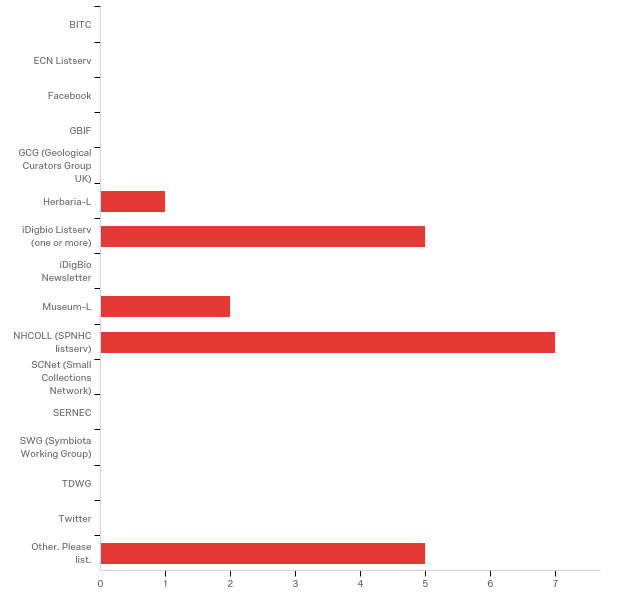 BITC
ECN Listserv
Facebook
GBIF
GCG (Geological
Curators Group
UK)
Herbaria-L
iDigbio Listserv
(one or more)
iDigBio
Newsletter
Museum-L
NHCOLL (SPNHC
listserv)
SCNet (Small
Collections
Network)
SERNEC
SWG (Symbiota
Working Group)
TDWG
Twitter
Other. Please
list.
0 1 2 3 4 5 6 7